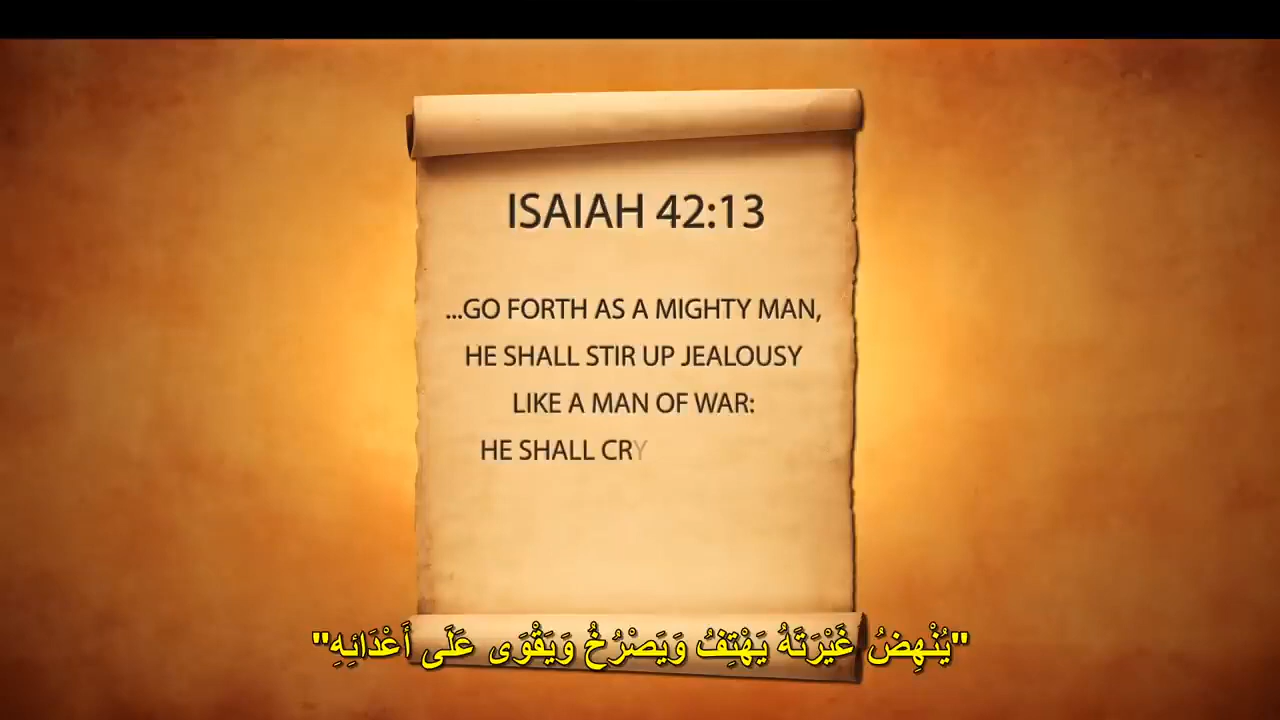 ISAIAH 42:13
...GO FORTH AS A MIGHTY MAN,
HE SHALL STIR UP JEALOUSY
LIKE A MAN OF WAR:
HE SHALL CRY
"يُنْهِضُ غَيْرَتَهُ يَهْتِفُ وَيَصْرُخُ وَيَقْوَى عَلَى أَعْدَائِهِ"